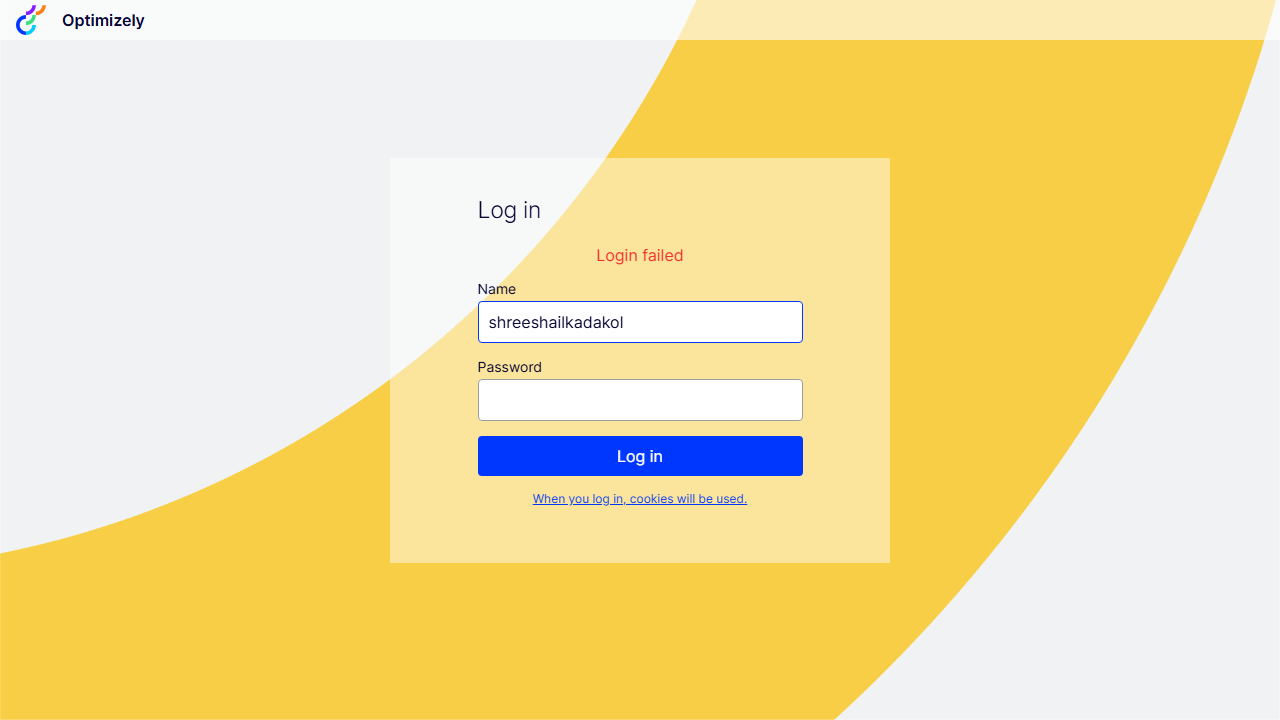 Optimizely
Log in
Login failed
Name
shreeshailkadakol
Password
Log in
When you log in, cookies will be used.